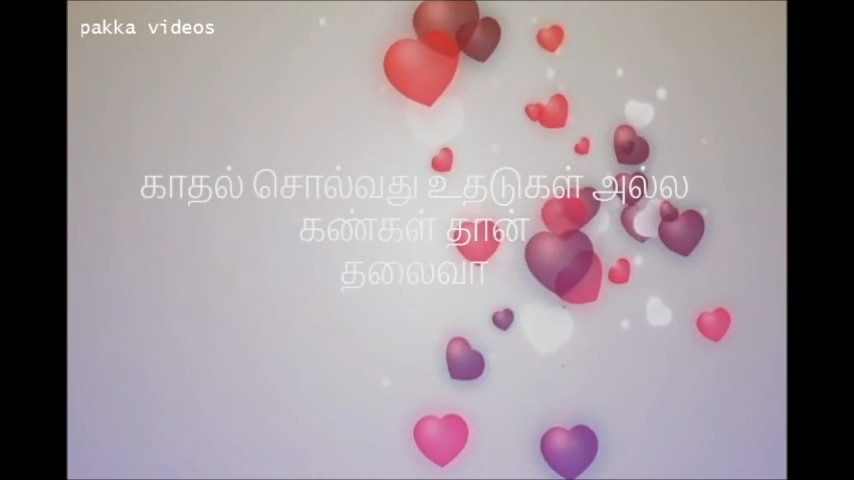 pakka videos
காதல் சொல்வது உதடுகள் அல்ல
கண்கள் தான்
தலைவா